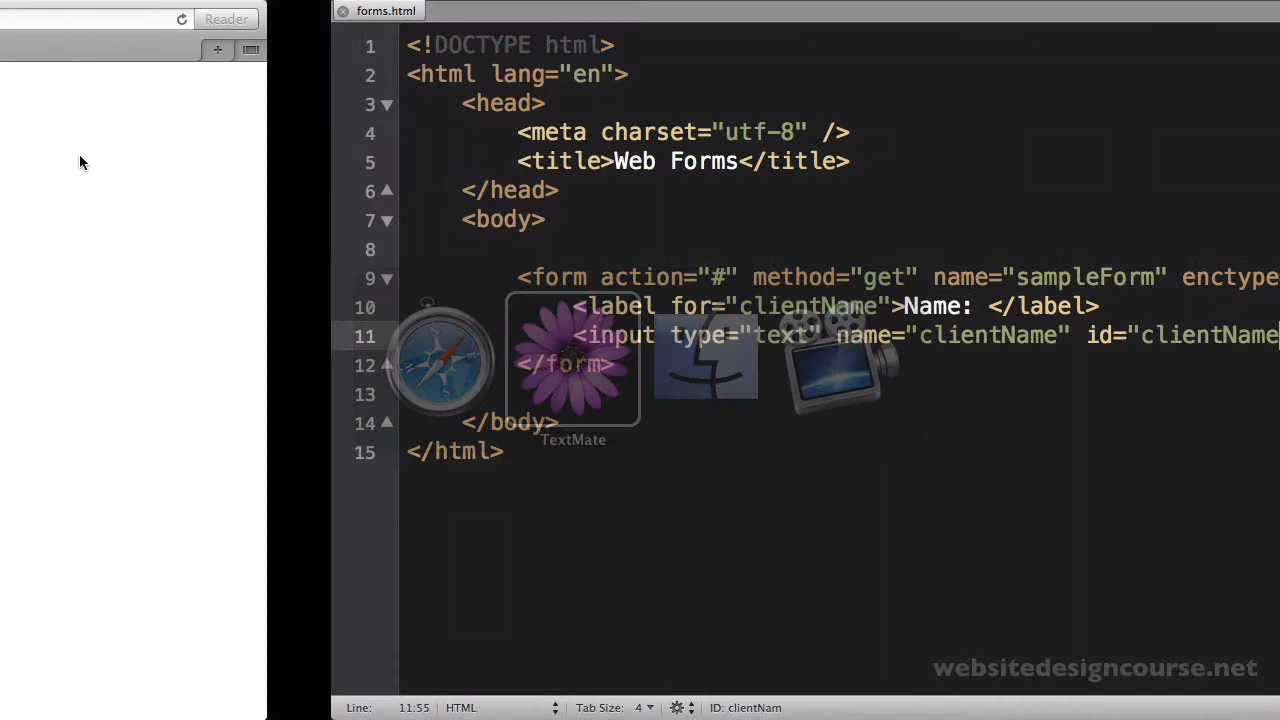 Reader
forms.html
1 <!DOCTYPE html>
2 <html lang="en">
3 <head>
4 <meta charset="utf-8" />
5 <title>Web Forms</title>
6 </head>
7 <body>
8
9 <form action="#" method="get" name="sampleForm" enctype
10 <label for="clientName">Name: </label>
11 <input type="text" name="clientName" id="clientName
12 </form>
13
14 </body>
15 </html>
TextMate
websitedesigncourse.net
Line: 11:55 HTML Tab Size: 4 ID: clientNam